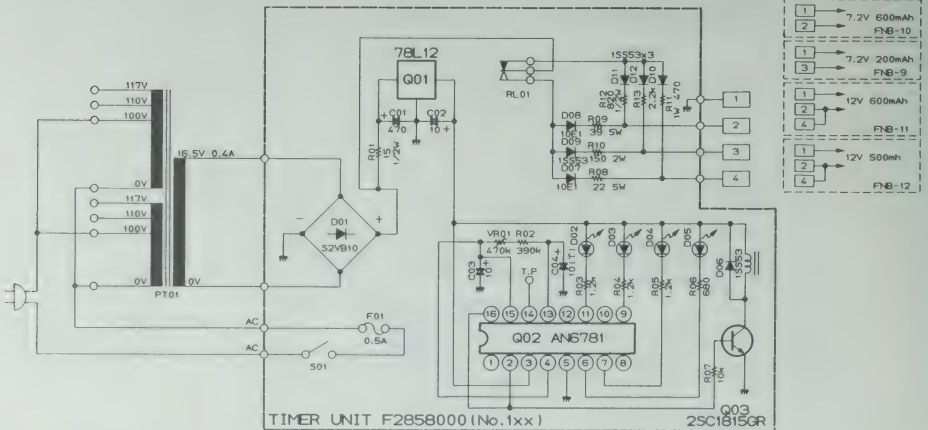 1
7.2V 600mAh
2
FNB-10
1
7.2V 200mAh
3
FNB-9
1
2
12V 600mAh
4
FNB-11
1
2
12V 500mh
4
FNB-12
117V
110V
100V
0V
117V
110V
100V
0V
PT01
16.5V 0.4A
0V
AC
AC
F01
0.5A
S01
D01
S2VB10
-
+
78L12
Q01
C01
470
C02
10
+
+
R01
15
1/2W
RL01
1SS53x3
D11
D12
D10
R12
820
1/2W
R13
2.2k
R11
1W 470
D08
10E1
R09
39 5W
D09
1SS53
R10
150 2W
D07
10E1
R08
22 5W
1
2
3
4
VR01
470k
R02
390k
C03
10
+
T.P
C04
10(T)
+
D02
D03
D04
D05
R03
1.2k
R04
1.2k
R05
1.2k
R06
680
D06
1SS53
16 15 14 13 12 11 10 9
Q02 AN6781
1 2 3 4 5 6 7 8
R07
10k
Q03
2SC1815GR
TIMER UNIT F2858000(No.1xx)